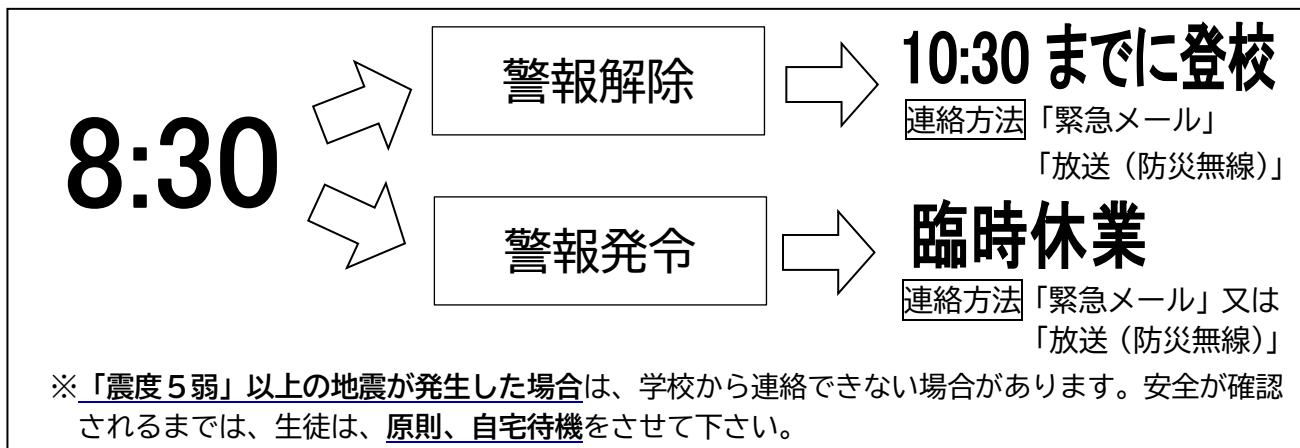 8:30
警報解除
10:30 までに登校
連絡方法「緊急メール」
「放送（防災無線）」
警報発令
臨時休業
連絡方法「緊急メール」又は
「放送（防災無線）」
※「震度５弱」以上の地震が発生した場合は、学校から連絡できない場合があります。安全が確認
されるまでは、生徒は、原則、自宅待機をさせて下さい。